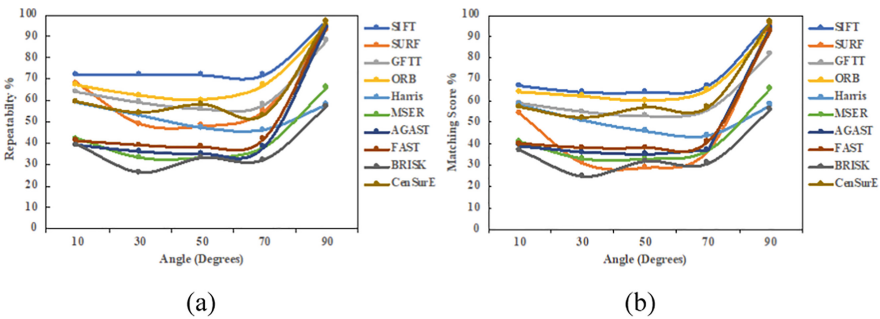 100
90
80
70
60
50
40
30
20
10
0
Repeatability %
10 30 50 70 90
Angle (Degrees)
SIFT
SURF
GFTT
ORB
Harris
MSER
AGAST
FAST
BRISK
CenSurE
(a)
100
90
80
70
60
50
40
30
20
10
0
Matching Score %
10 30 50 70 90
Angle (Degrees)
SIFT
SURF
GFTT
ORB
Harris
MSER
AGAST
FAST
BRISK
CenSurE
(b)